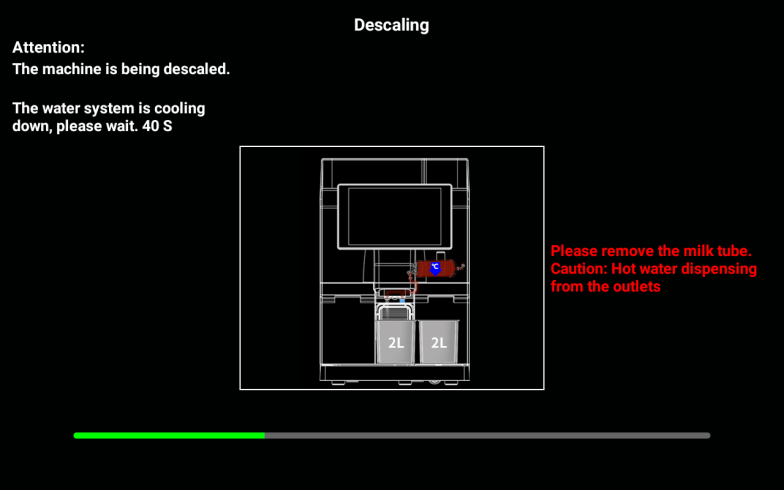 Descaling
Attention:
The machine is being descaled.
The water system is cooling
down, please wait. 40 S
Please remove the milk tube.
Caution: Hot water dispensing
from the outlets
°C
2L
2L